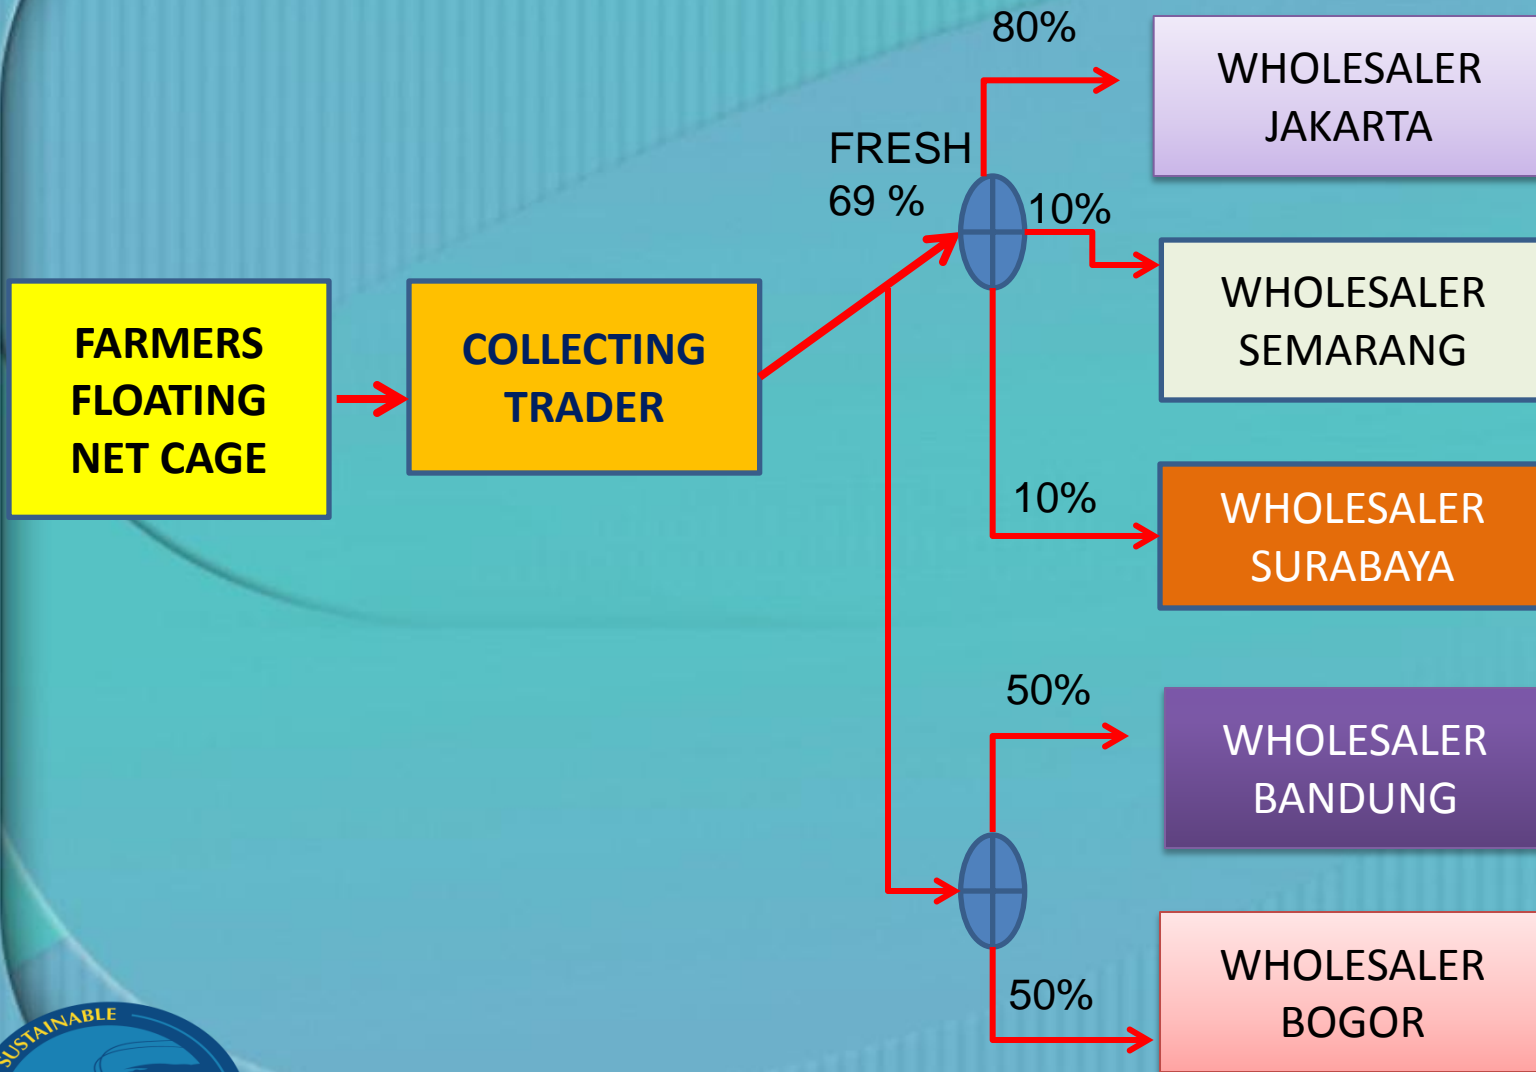 80%
WHOLESALER
JAKARTA
FRESH
69 %
10%
WHOLESALER
SEMARANG
FARMERS
FLOATING
NET CAGE
COLLECTING
TRADER
10%
WHOLESALER
SURABAYA
50%
WHOLESALER
BANDUNG
50%
WHOLESALER
BOGOR
SUSTAINABLE